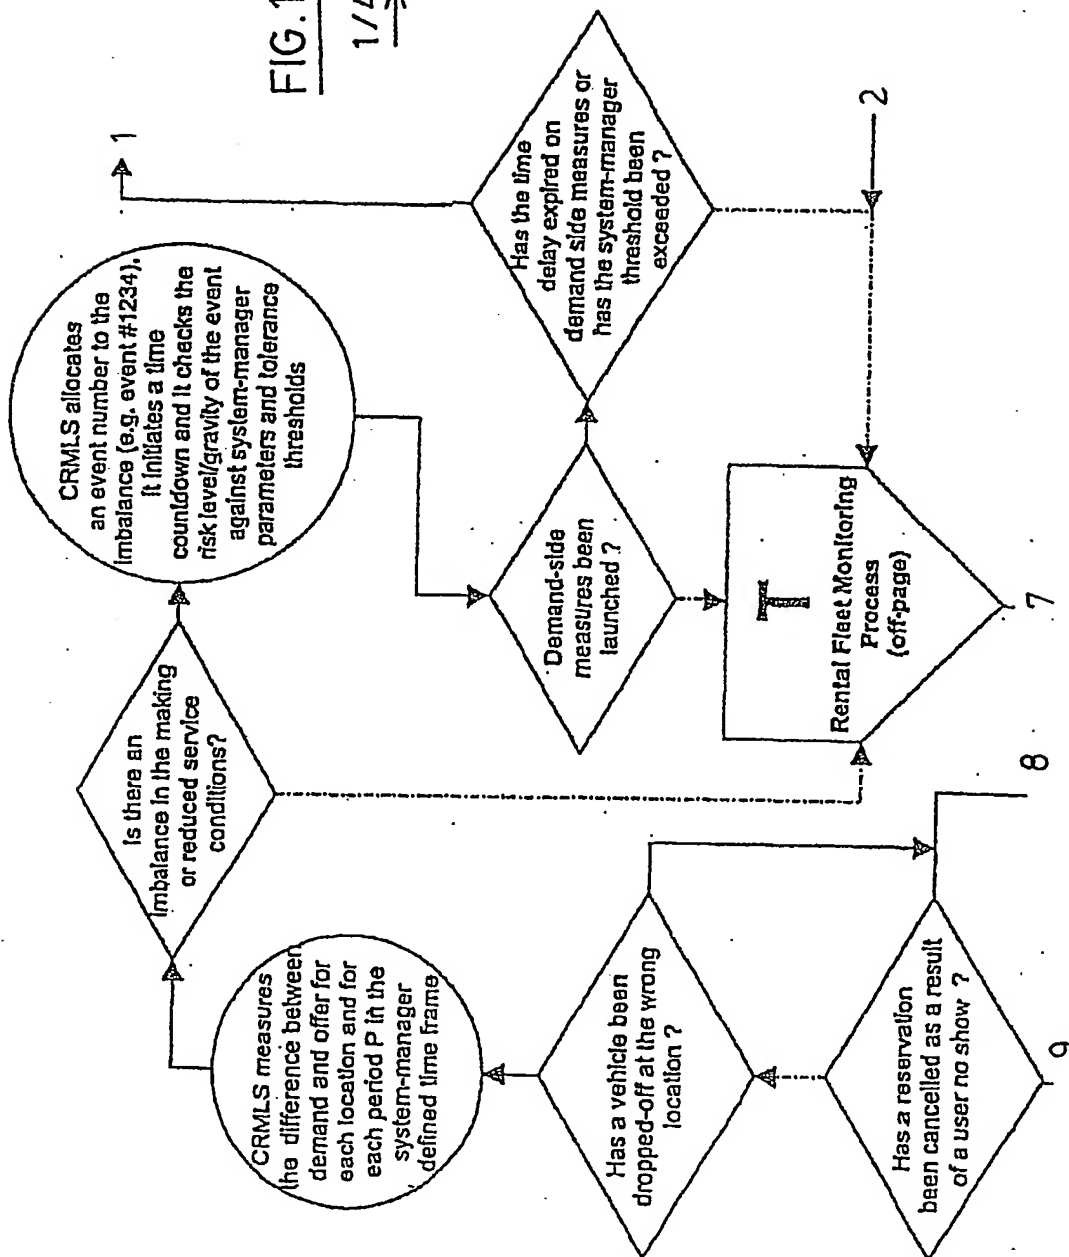 FIG.1
1/4
1
CRMLS allocates
an event number to the
imbalance (e.g. event #1234),
it initiates a time
countdown and it checks the
risk level/gravity of the event
against system-manager
parameters and tolerance
thresholds
Has the time
delay expired on
demand side measures or
has the system-manager
threshold been
exceeded ?
2
Is there an
imbalance in the making
or reduced service
conditions?
Demand-side
measures been
launched ?
T
Rental Fleet Monitoring
Process
(off-page)
7
CRMLS measures
the difference between
demand and offer for
each location and for
each period P in the
system-manager
defined time frame
Has a vehicle been
dropped-off at the wrong
location ?
8
Has a reservation
been cancelled as a result
of a user no show ?
9